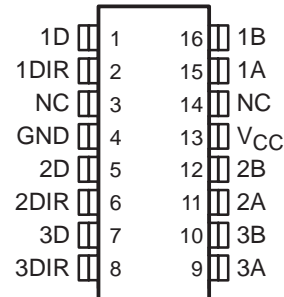 1D 1 16 1B
1DIR 2 15 1A
NC 3 14 NC
GND 4 13 VCC
2D 5 12 2B
2DIR 6 11 2A
3D 7 10 3B
3DIR 8 9 3A